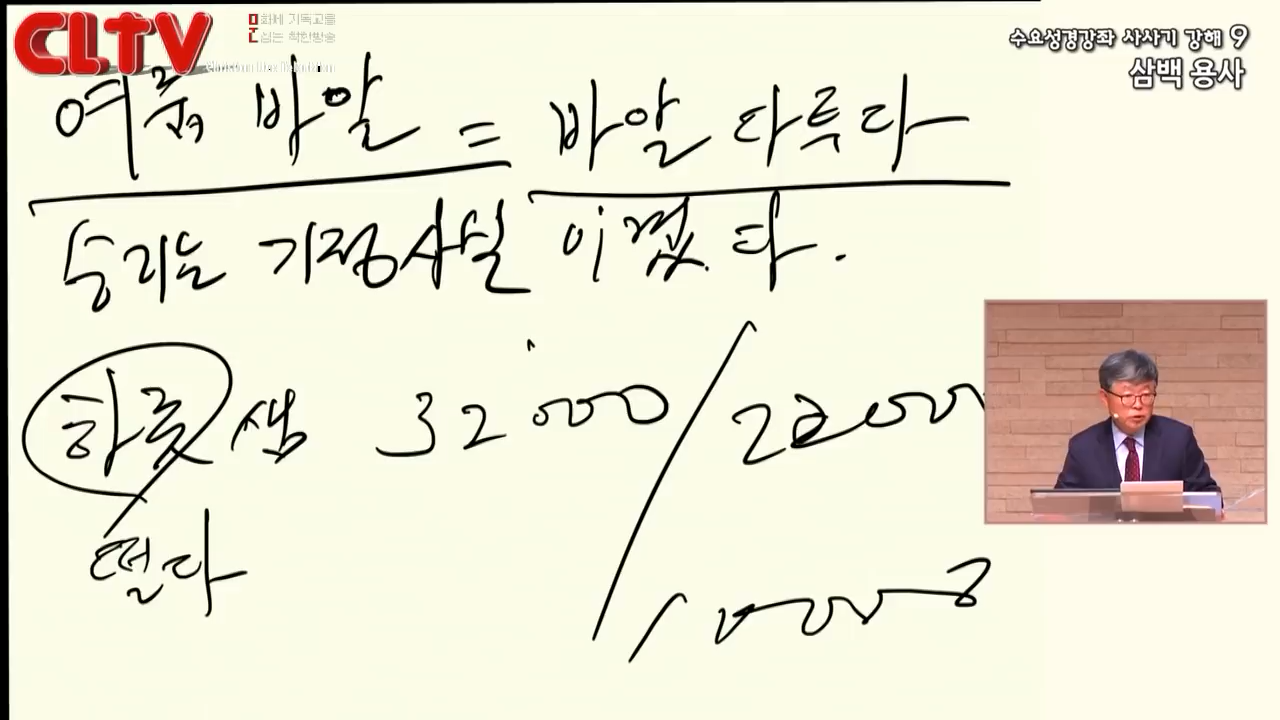 CLTV
수요성경강좌 사사기 강해 9
삼백 용사
여룹 바알 = 바알 다투다
승리는 기정사실 이겼다.
하롯 샘 32000 / 22000
떨다
10000